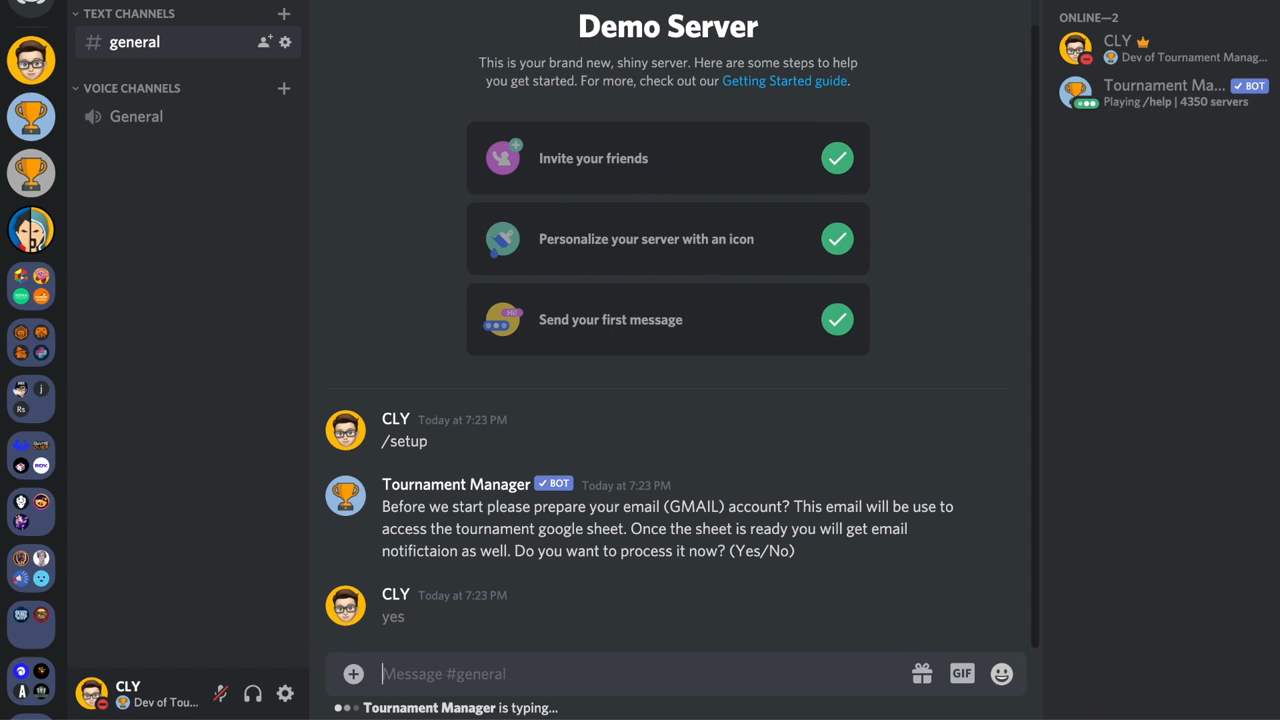 TEXT CHANNELS
general
VOICE CHANNELS
General
CLY
Dev of Tou...
Demo Server
This is your brand new, shiny server. Here are some steps to help
you get started. For more, check out our Getting Started guide.
Invite your friends
Personalize your server with an icon
Hi!
Send your first message
CLY Today at 7:23 PM
/setup
Tournament Manager BOT Today at 7:23 PM
Before we start please prepare your email (GMAIL) account? This email will be use to
access the tournament google sheet. Once the sheet is ready you will get email
notifictaion as well. Do you want to process it now? (Yes/No)
CLY Today at 7:23 PM
yes
Message #general
GIF
Tournament Manager is typing...
ONLINE—2
CLY
Dev of Tournament Manag...
Tournament Ma... BOT
Playing /help | 4350 servers
j
Rs
A